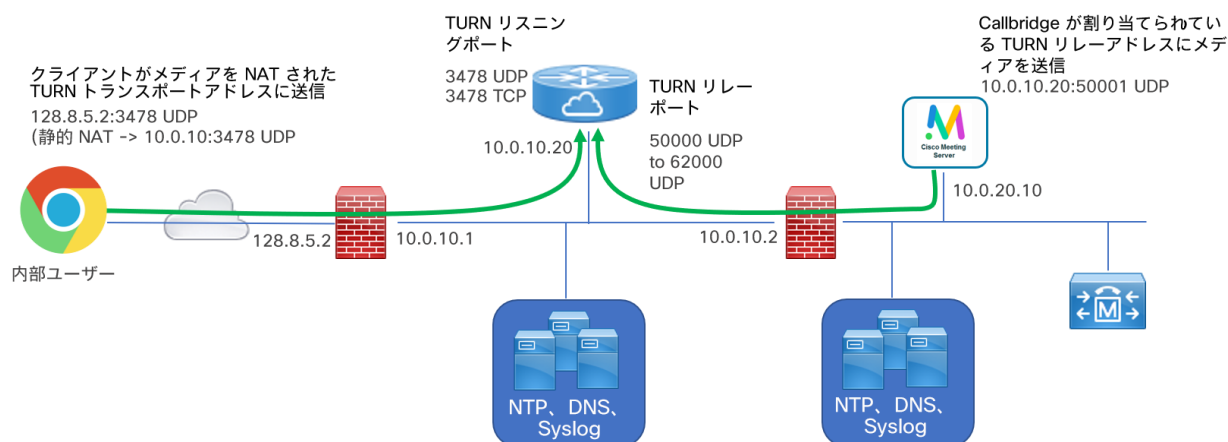 クライアントがメディアを NAT された
TURN トランスポートアドレスに送信
128.8.5.2:3478 UDP
(静的 NAT -> 10.0.10:3478 UDP
TURN リスニン
グポート
3478 UDP
3478 TCP
TURN リレー
ポート
50000 UDP
to 62000
UDP
Callbridge が割り当てられてい
る TURN リレーアドレスにメデ
ィアを送信
10.0.10.20:50001 UDP
Cisco Meeting
Server
10.0.10.20
10.0.20.10
128.8.5.2
10.0.10.1
10.0.10.2
内部ユーザー
M
NTP、DNS、
Syslog
NTP、DNS、
Syslog